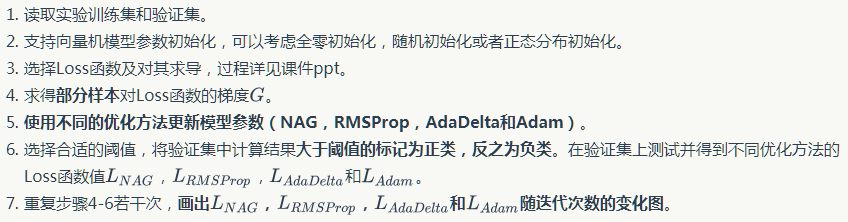 1. 读取实验训练集和验证集。
2. 支持向量机模型参数初始化，可以考虑全零初始化，随机初始化或者正态分布初始化。
3. 选择Loss函数及对其求导，过程详见课件ppt。
4. 求得部分样本对Loss函数的梯度G。
5. 使用不同的优化方法更新模型参数（NAG，RMSProp，AdaDelta和Adam）。
6. 选择合适的阈值，将验证集中计算结果大于阈值的标记为正类，反之为负类。在验证集上测试并得到不同优化方法的
Loss函数值L_{NAG}，L_{RMSProp}，L_{AdaDelta}和L_{Adam}。
7. 重复步骤4-6若干次，画出L_{NAG}，L_{RMSProp}，L_{AdaDelta}和L_{Adam}随迭代次数的变化图。